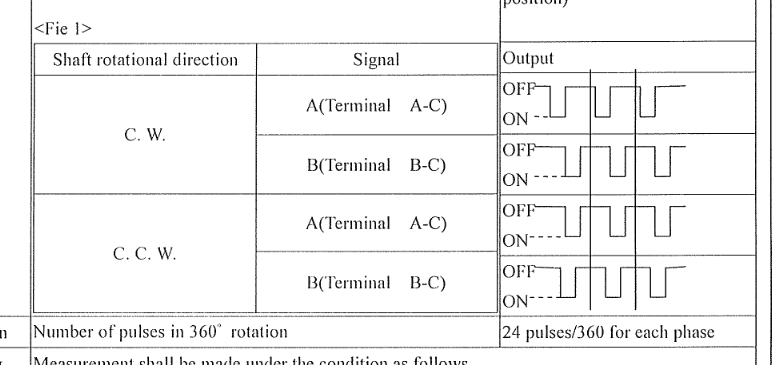 position)
<Fie 1>
Shaft rotational direction Signal Output
C. W.
A(Terminal A-C)
OFF
ON
B(Terminal B-C)
OFF
ON
C. C. W.
A(Terminal A-C)
OFF
ON
B(Terminal B-C)
OFF
ON
n Number of pulses in 360° rotation 24 pulses/360 for each phase
Measurement shall be made under the condition as follows